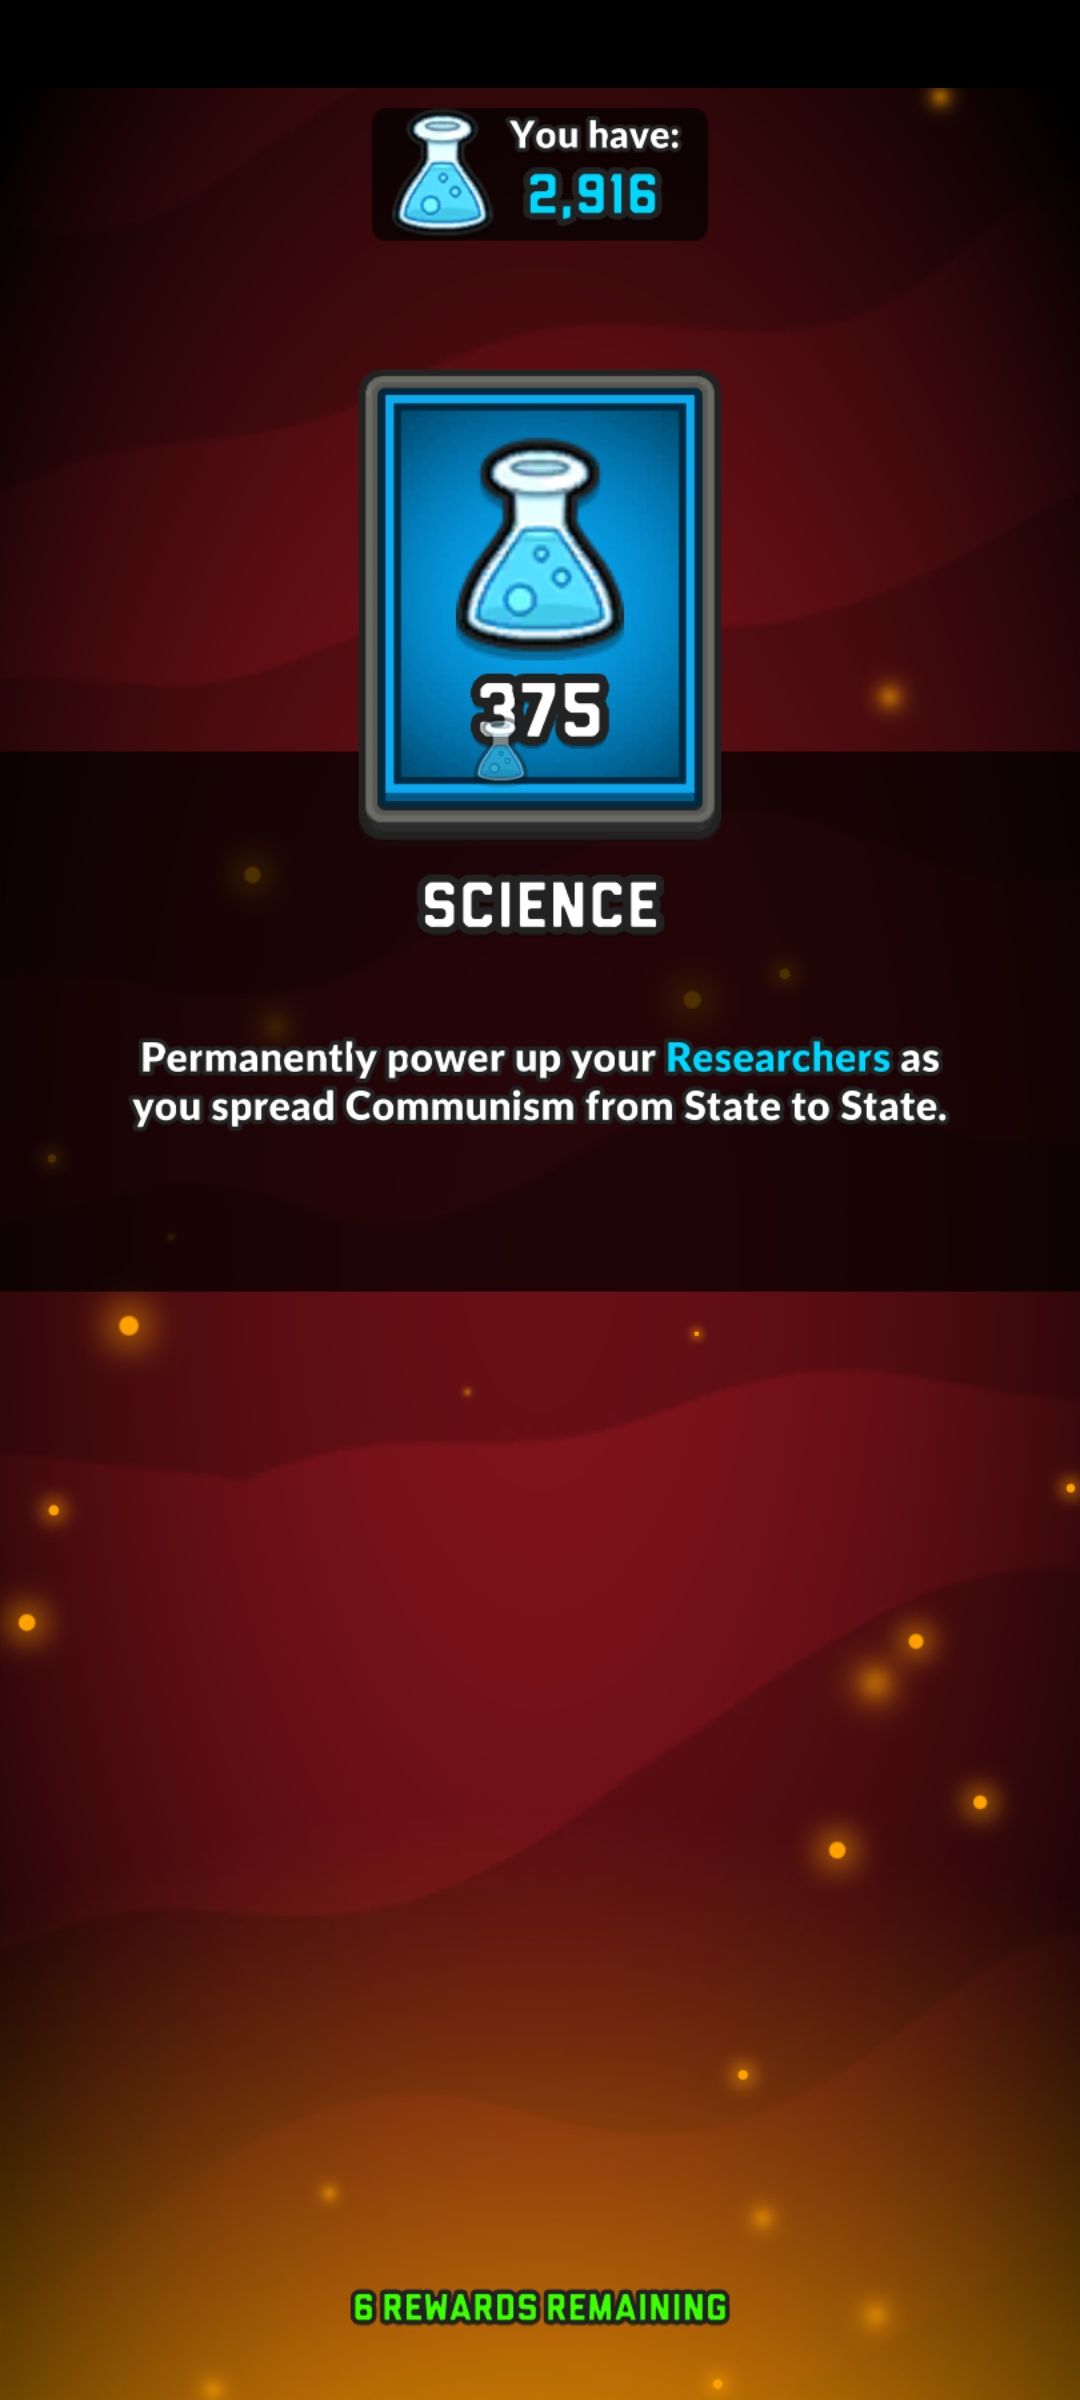 You have:
2,916
375
SCIENCE
Permanently power up your Researchers as
you spread Communism from State to State.
6 REWARDS REMAINING